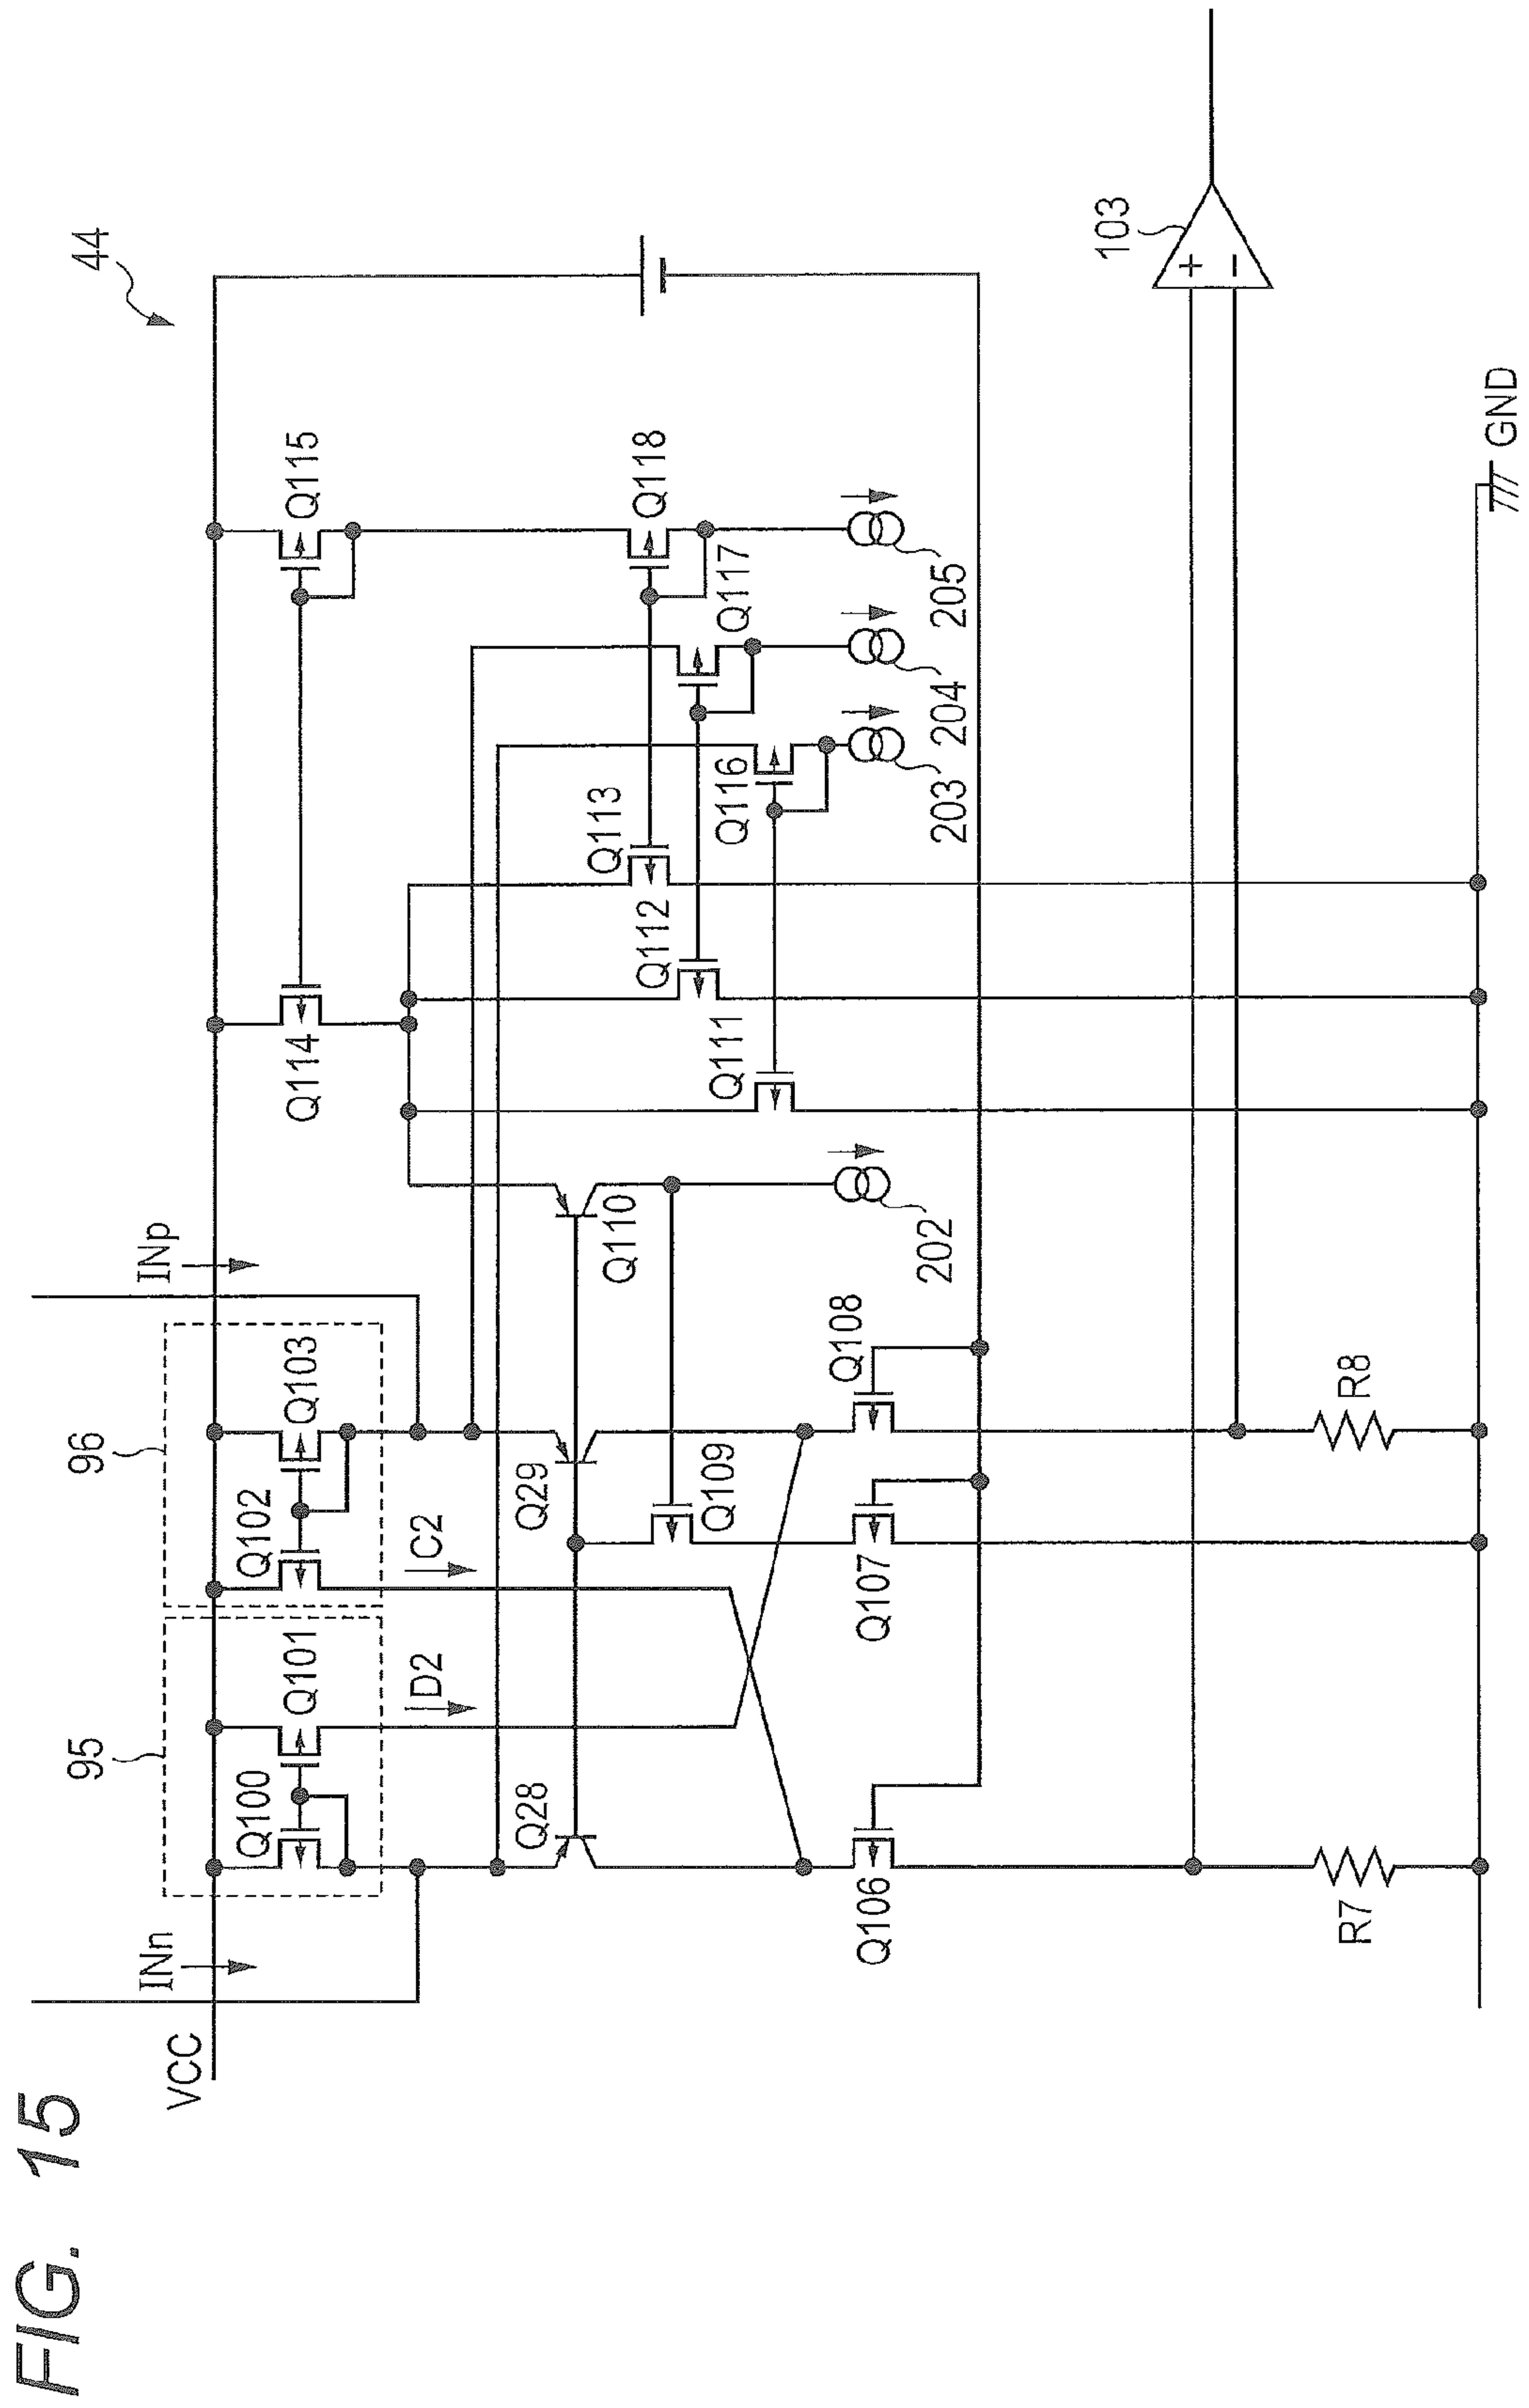 FIG. 15
44
VCC
INn
INp
95
96
Q100
Q101
Q102
Q103
ID2
IC2
Q114
Q115
Q28
Q29
Q110
Q109
Q111
Q112
Q113
Q116
Q117
Q118
202
203
204
205
Q106
Q107
Q108
103
+
-
R7
R8
GND